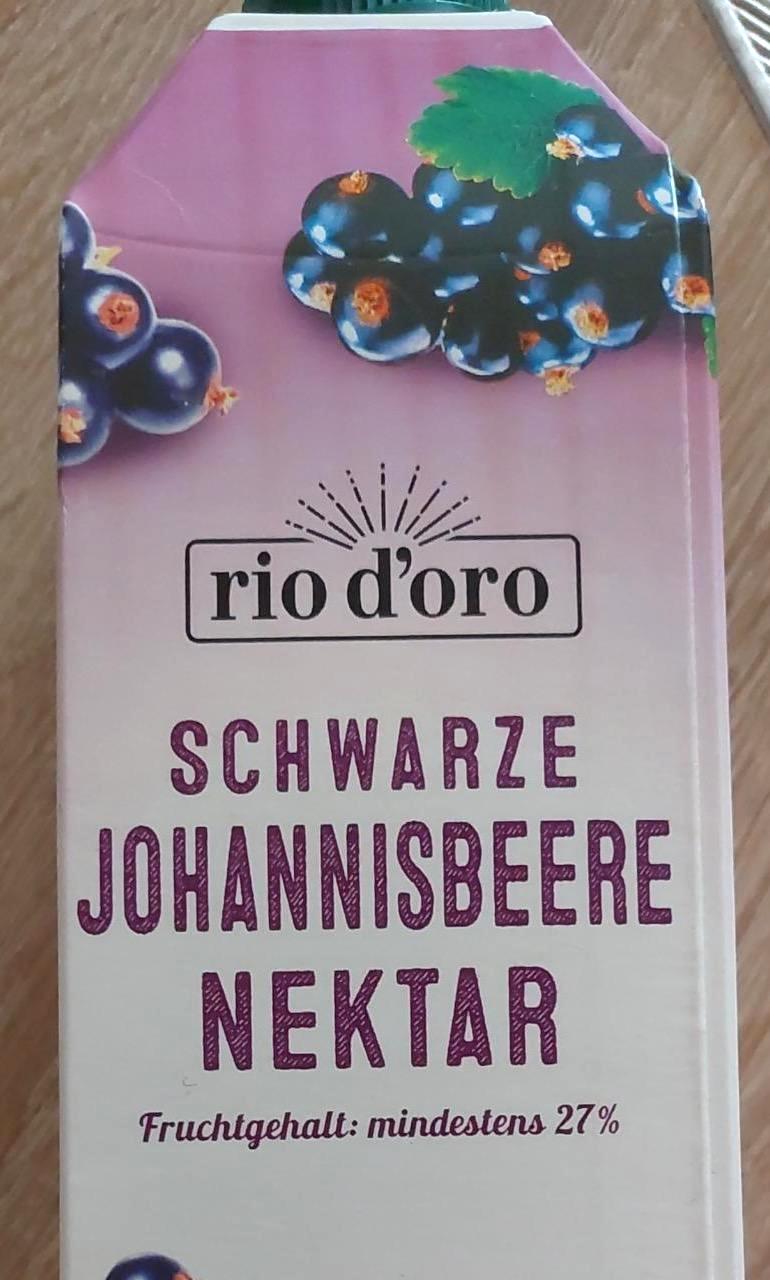 rio d'oro
SCHWARZE
JOHANNISBEERE
NEKTAR
Fruchtgehalt: mindestens 27%